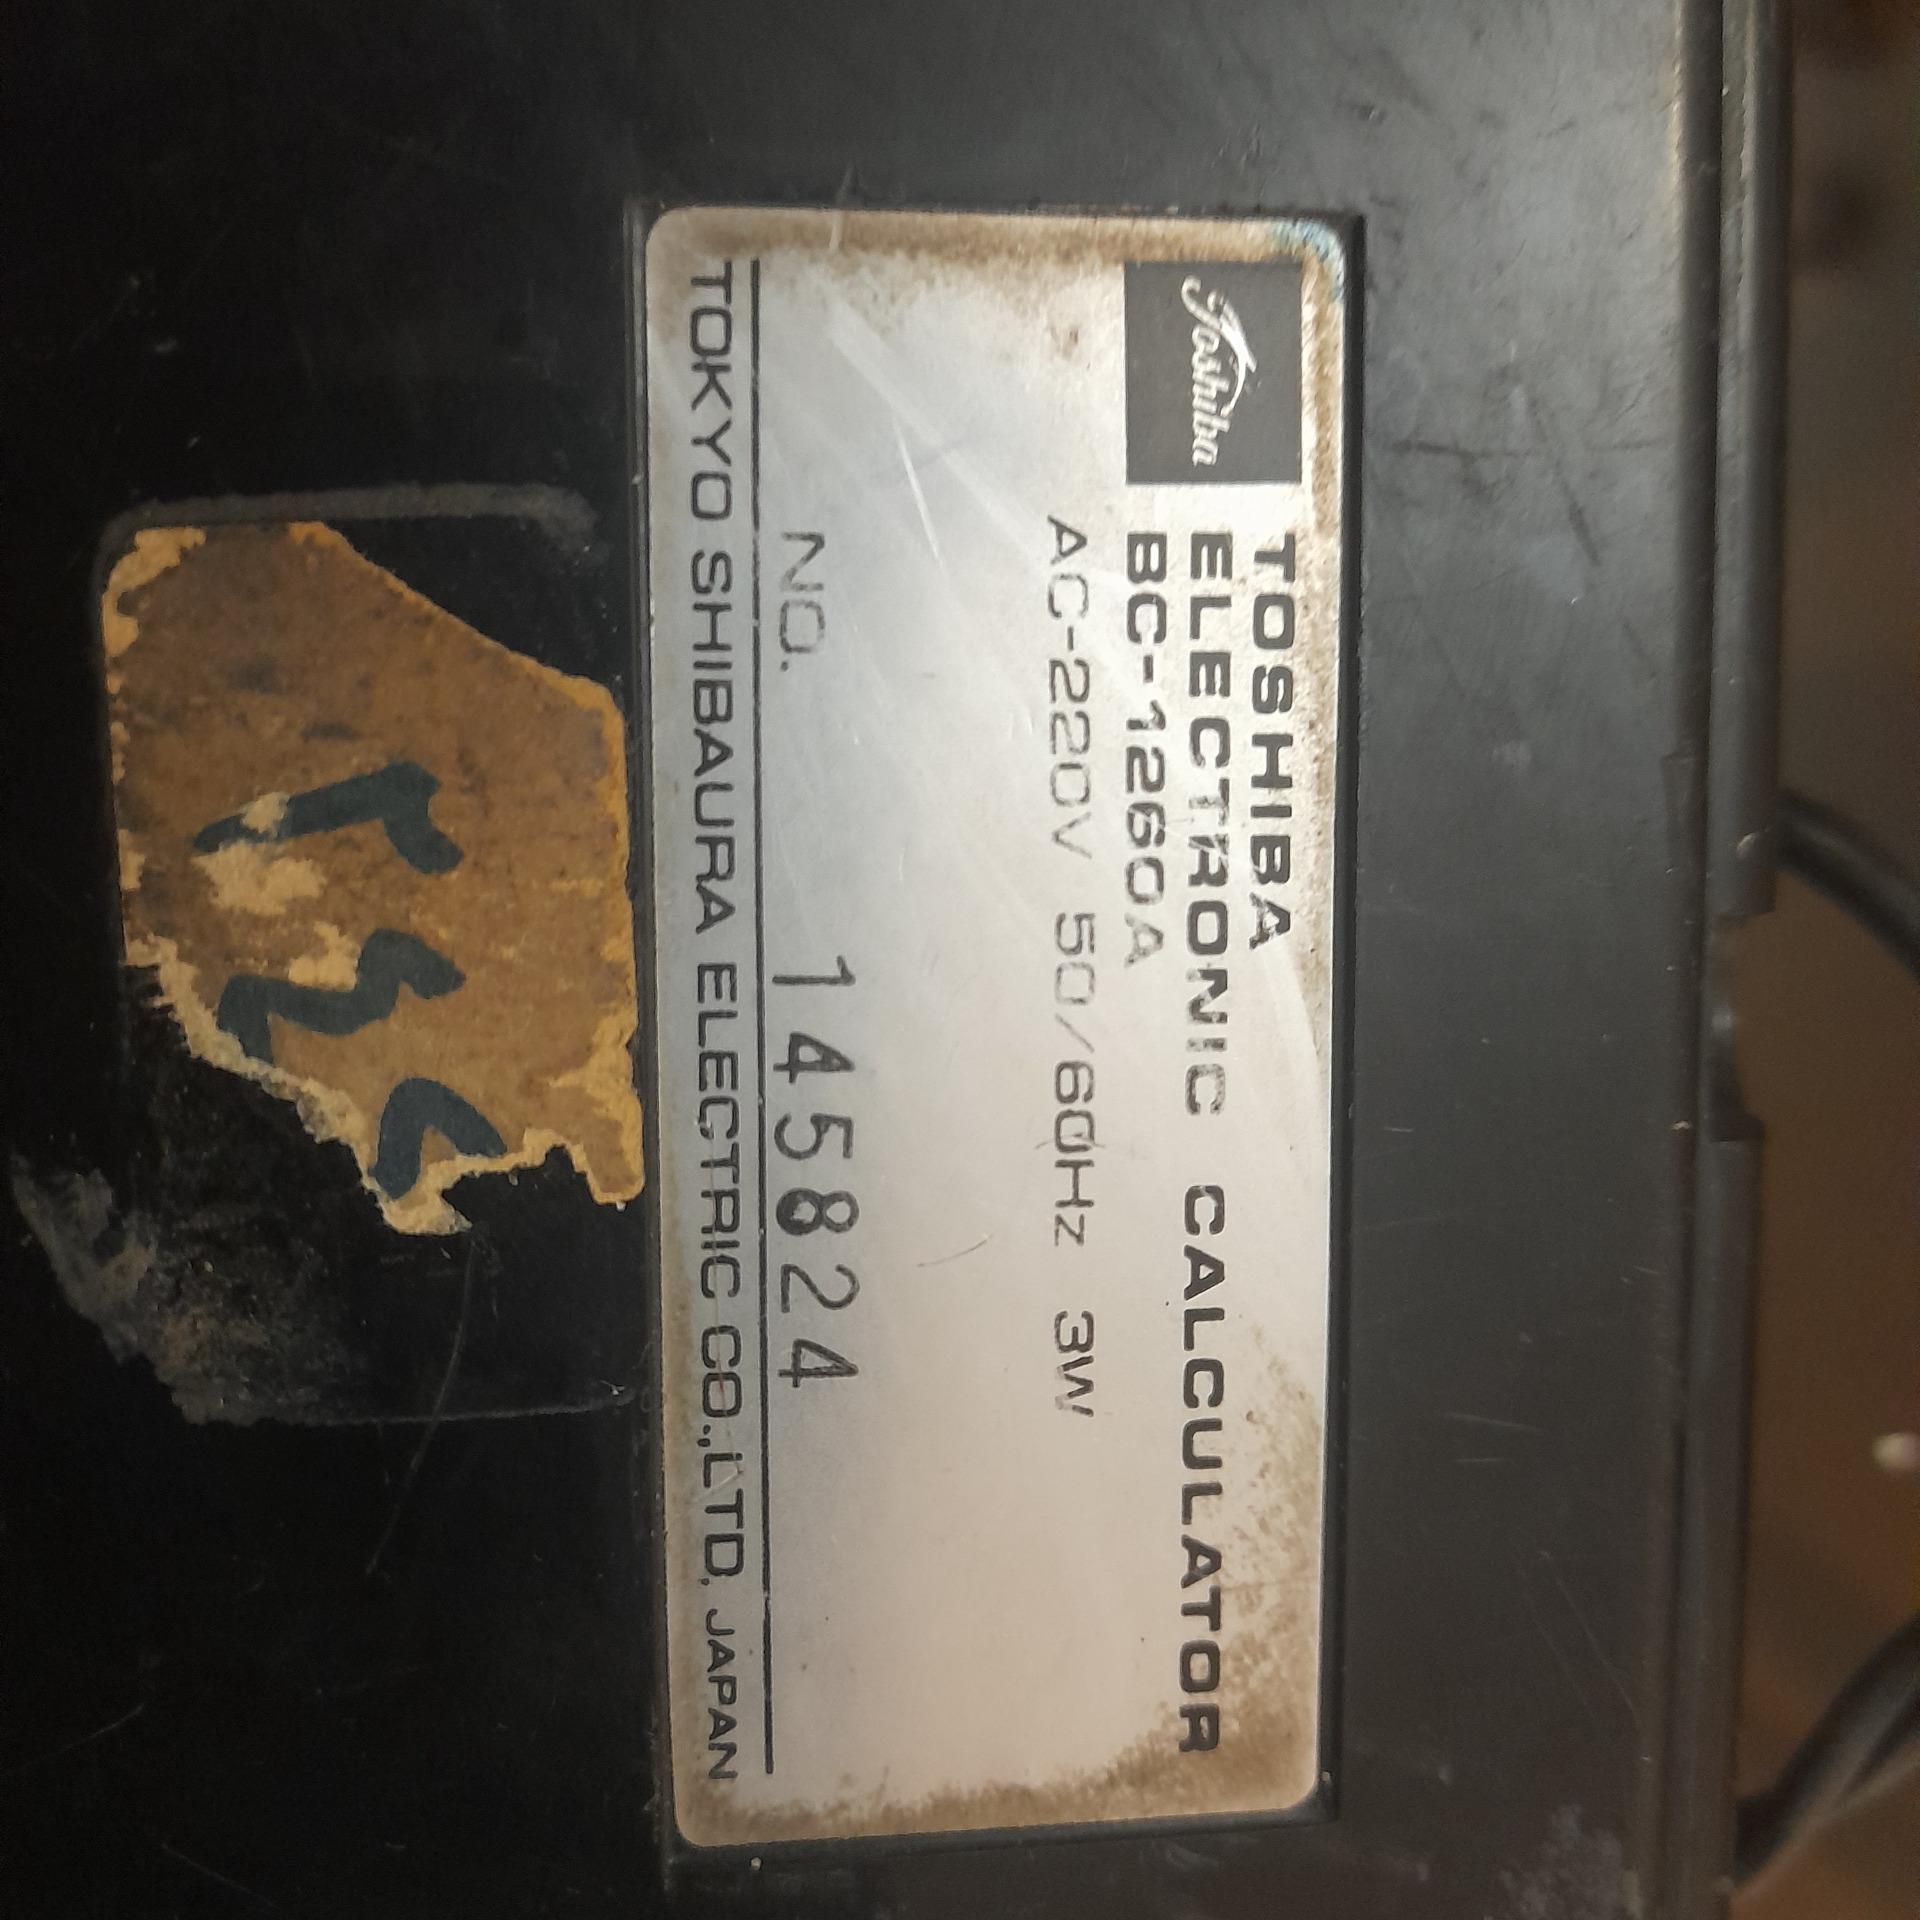 Toshiba
TOSHIBA
ELECTRONIC CALCULATOR
BC-1260A
AC-220V 50/60Hz 3W
NO. 145824
TOKYO SHIBAURA ELECTRIC CO.,LTD. JAPAN